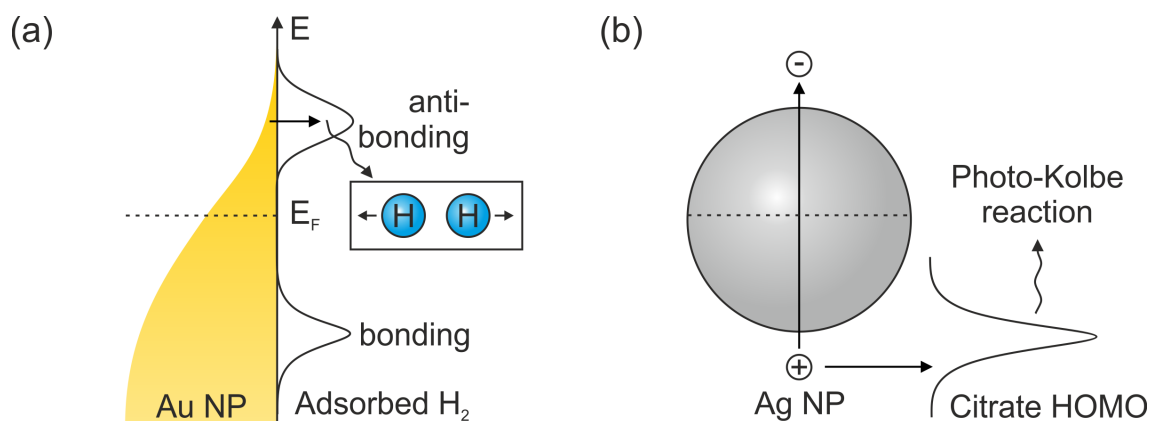 (a)
E
anti-
bonding
H H
E_F
bonding
Au NP
Adsorbed H₂
(b)
-
Photo-Kolbe
reaction
+
Ag NP
Citrate HOMO